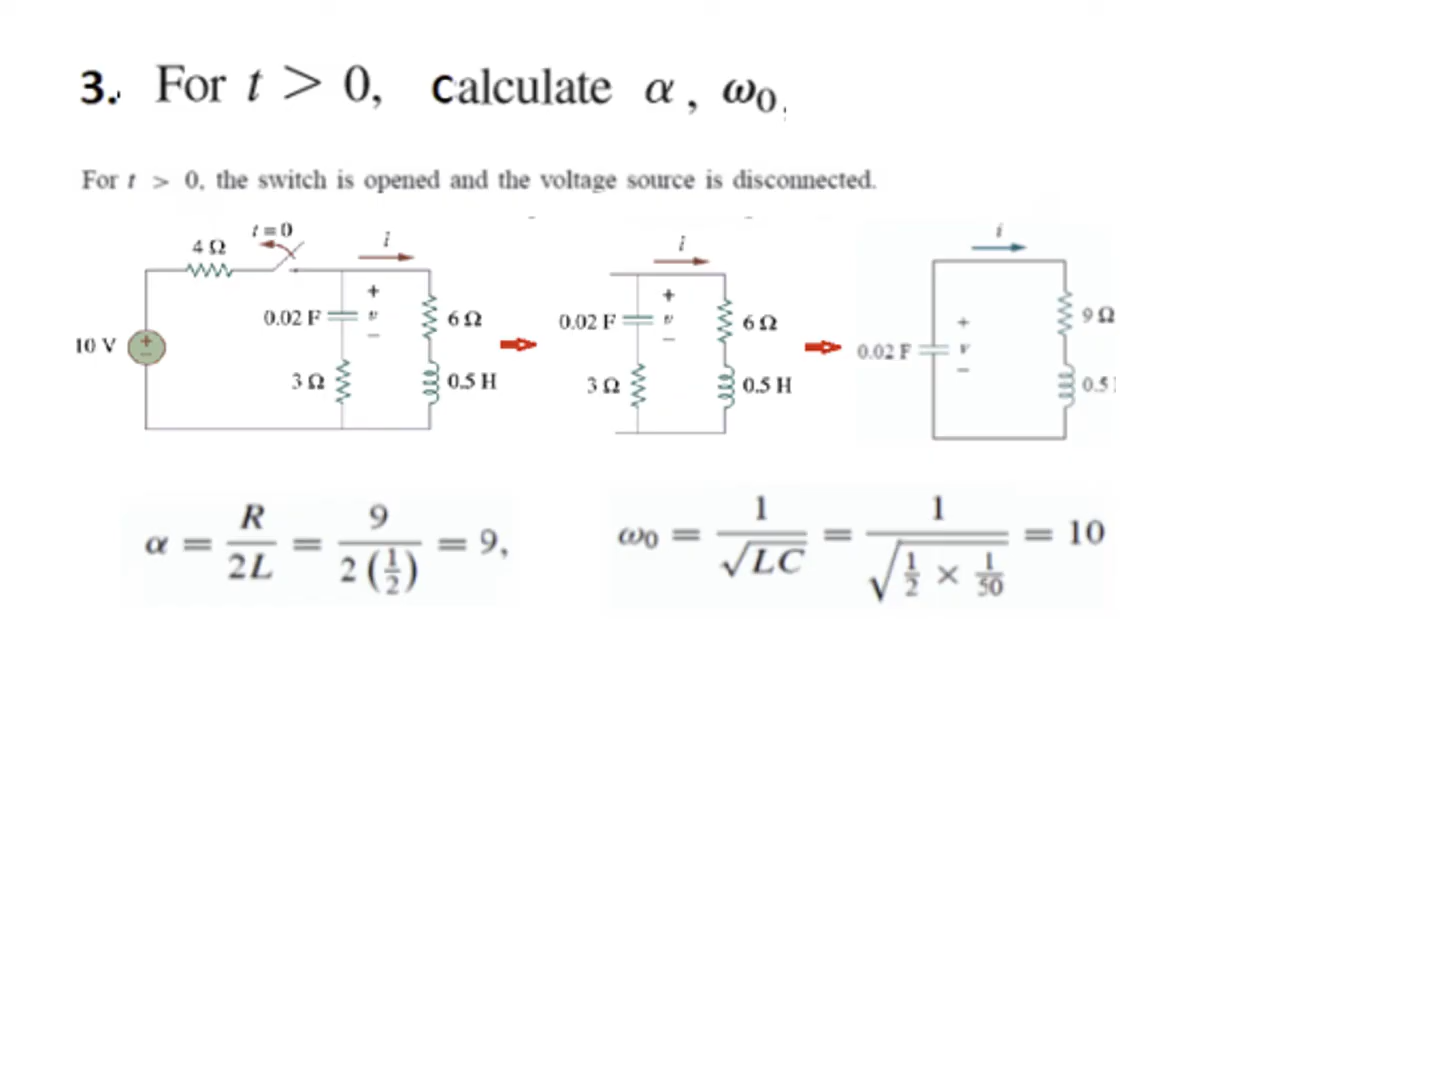 3. For t > 0, calculate α, ω0.
For t > 0, the switch is opened and the voltage source is disconnected.
t = 0
4 Ω
i
10 V
+
−
0.02 F
+
v
−
6 Ω
3 Ω
0.5 H
i
0.02 F
+
v
−
6 Ω
3 Ω
0.5 H
i
0.02 F
+
v
−
9 Ω
0.5
α = R/2L = 9/2(1/2) = 9,
ω0 = 1/√LC = 1/√(1/2 × 1/50) = 10